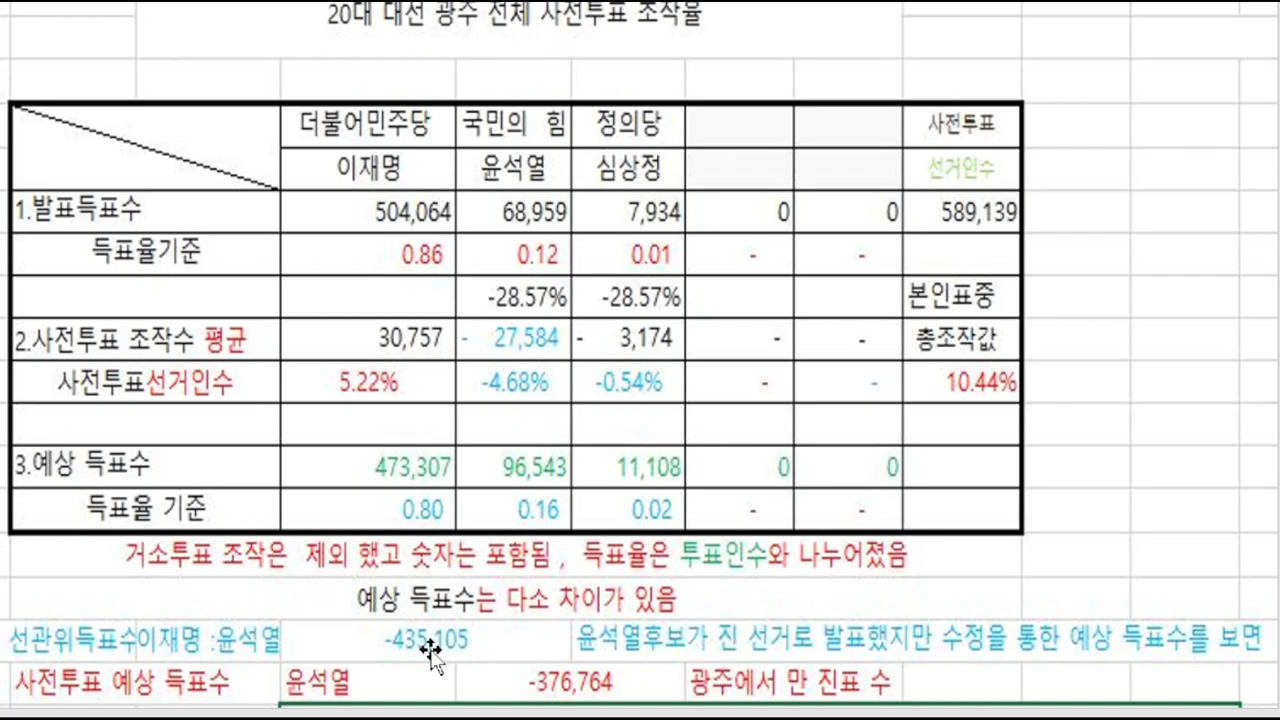 20대 대선 광주 전체 사전투표 조작율
더불어민주당 국민의 힘 정의당 사전투표
이재명 윤석열 심상정 선거인수
1.발표득표수 504,064 68,959 7,934 0 0 589,139
득표율기준 0.86 0.12 0.01 - -
-28.57% -28.57% 본인표중
2.사전투표 조작수 평균 30,757 - 27,584 - 3,174 - - 총조작값
사전투표선거인수 5.22% -4.68% -0.54% - - 10.44%
3.예상 득표수 473,307 96,543 11,108 0 0
득표율 기준 0.80 0.16 0.02 - -
거소투표 조작은 제외 했고 숫자는 포함됨 , 득표율은 투표인수와 나누어졌음
예상 득표수는 다소 차이가 있음
선관위득표수이재명 :윤석열 -435,105 윤석열후보가 진 선거로 발표했지만 수정을 통한 예상 득표수를 보면
사전투표 예상 득표수 윤석열 -376,764 광주에서 만 진표 수